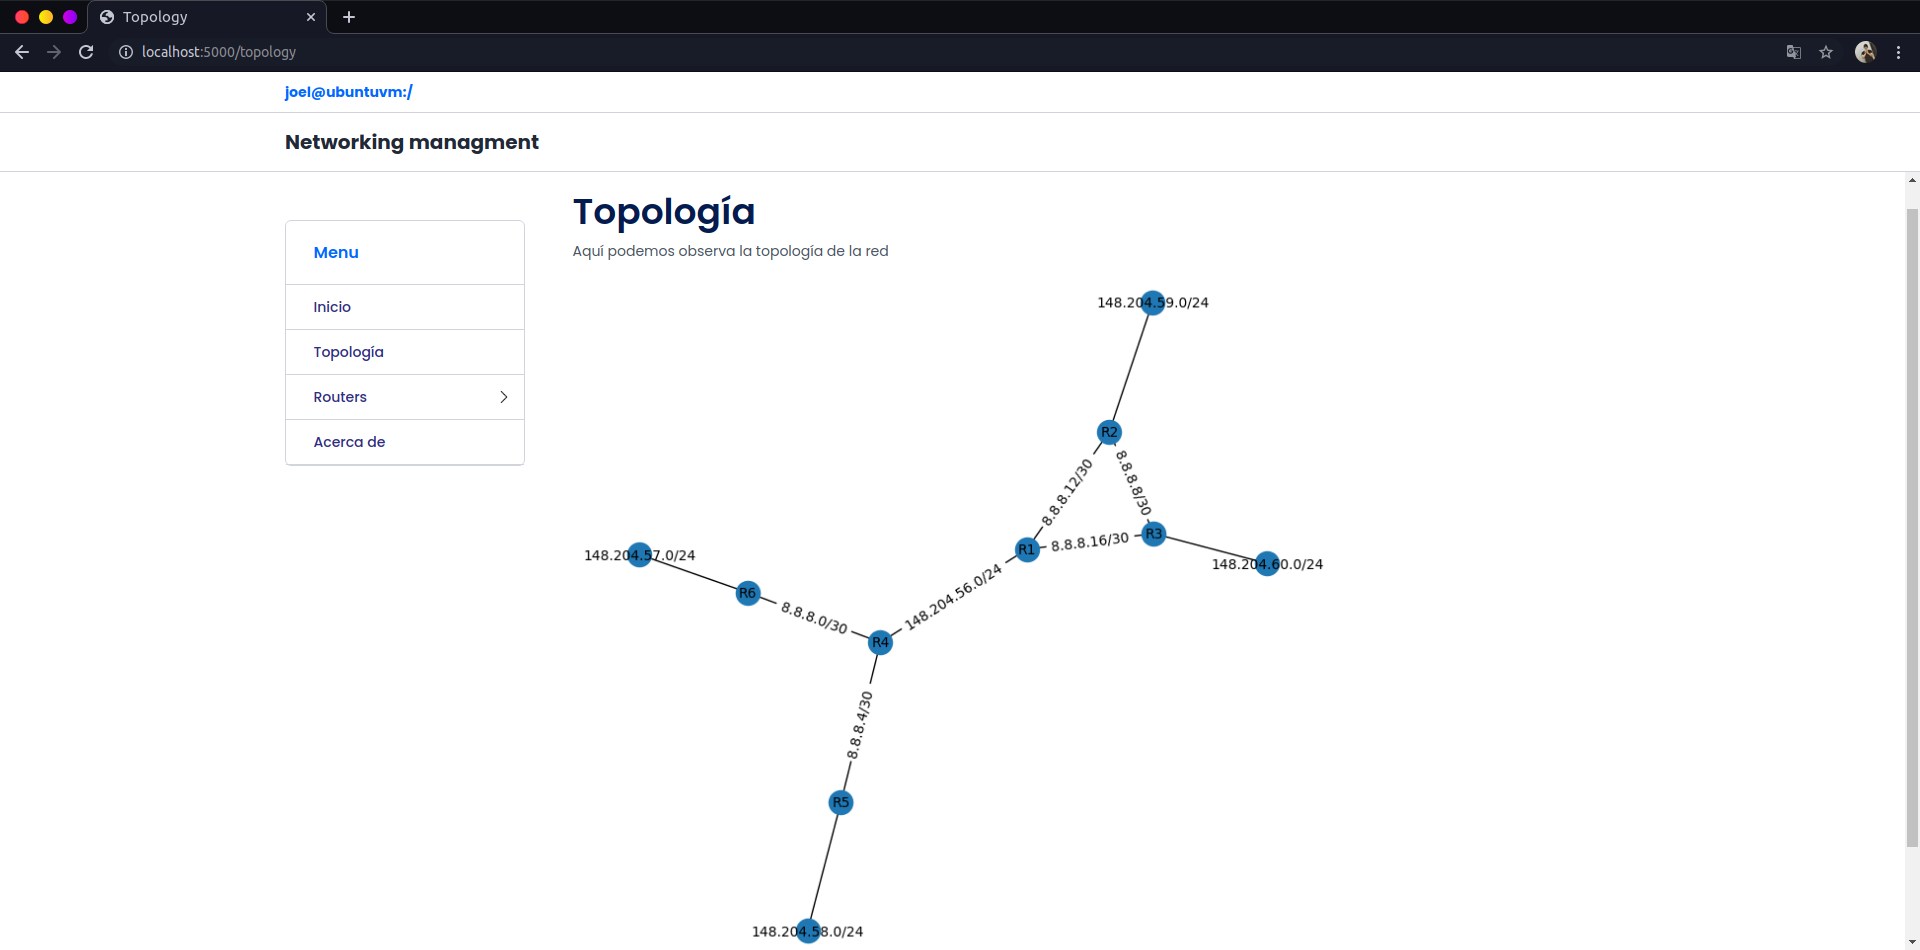 Topology
localhost:5000/topology
joel@ubuntuvm:/
Networking managment
Menu
Inicio
Topología
Routers
Acerca de
Topología
Aquí podemos observa la topología de la red
148.204.59.0/24
R2
8.8.8.12/30
8.8.8.8/30
R1
8.8.8.16/30
R3
148.204.60.0/24
148.204.57.0/24
R6
8.8.8.0/30
148.204.56.0/24
R4
8.8.8.4/30
R5
148.204.58.0/24